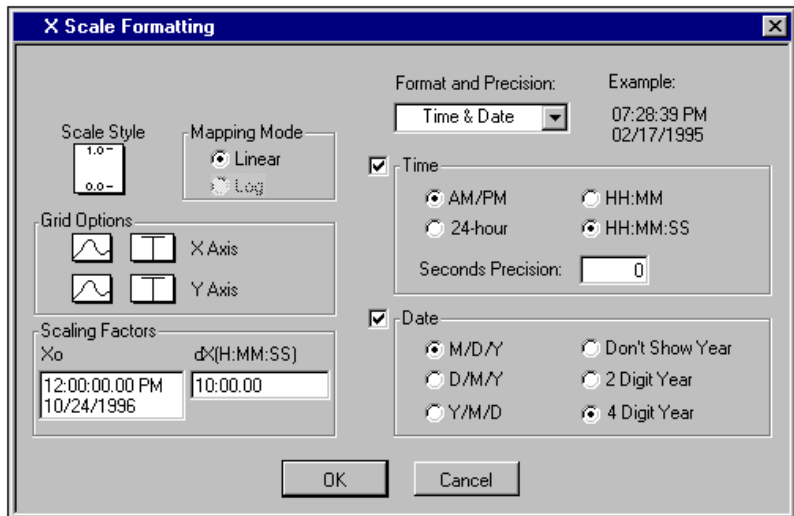 X Scale Formatting
Format and Precision:
Time & Date
Example:
07:28:39 PM
02/17/1995
Scale Style
1.0
0.0
Mapping Mode
Linear
Log
Grid Options
X Axis
Y Axis
Scaling Factors
Xo
12:00:00.00 PM
10/24/1996
dX(H:MM:SS)
10:00.00
Time
AM/PM
HH:MM
24-hour
HH:MM:SS
Seconds Precision:
0
Date
M/D/Y
Don't Show Year
D/M/Y
2 Digit Year
Y/M/D
4 Digit Year
OK
Cancel